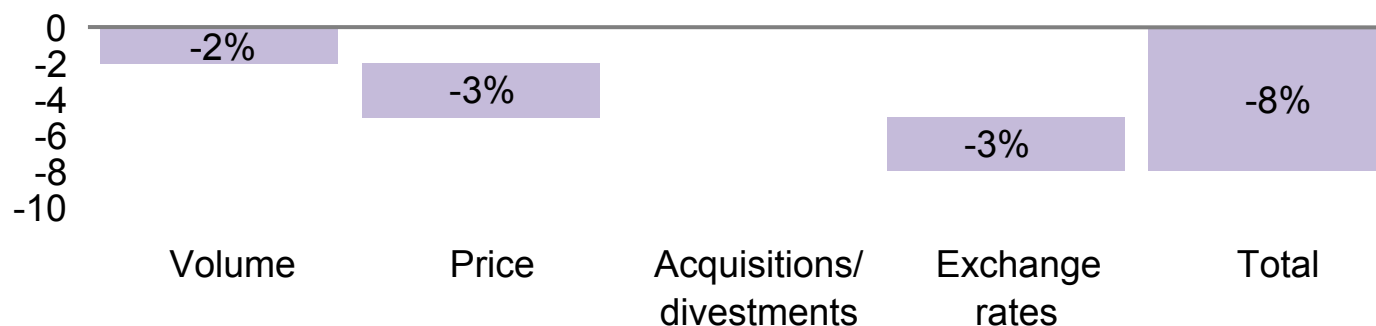 0
-2
-4
-6
-8
-10
-2%
-3%
-3%
-8%
Volume
Price
Acquisitions/
divestments
Exchange
rates
Total